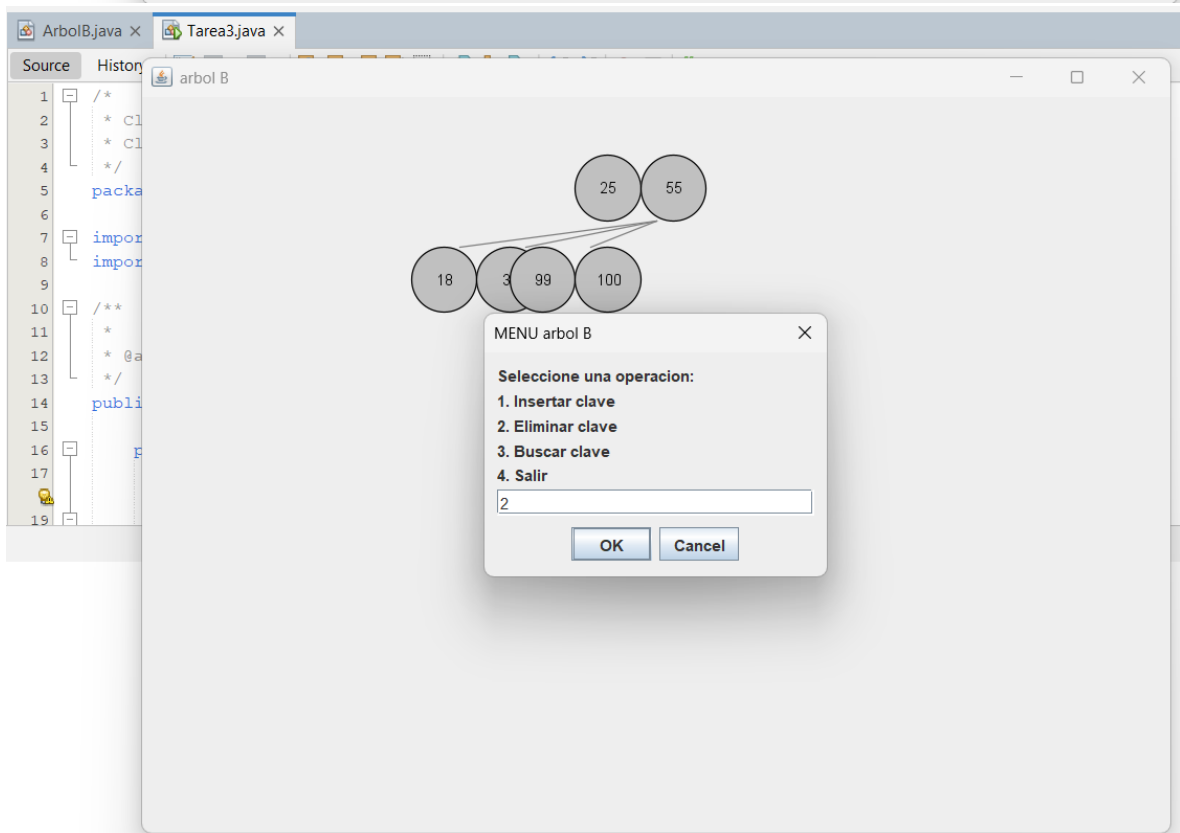 ArbolB.java
Tarea3.java
Source
History
arbol B
1 /*
2 * Cl
3 * Cl
4 */
5 packa
6
7 impor
8 impor
9
10 /**
11 *
12 * @a
13 */
14 publi
15
16 p
17
19
25 55
18 99 100
MENU arbol B
Seleccione una operacion:
1. Insertar clave
2. Eliminar clave
3. Buscar clave
4. Salir
2
OK Cancel